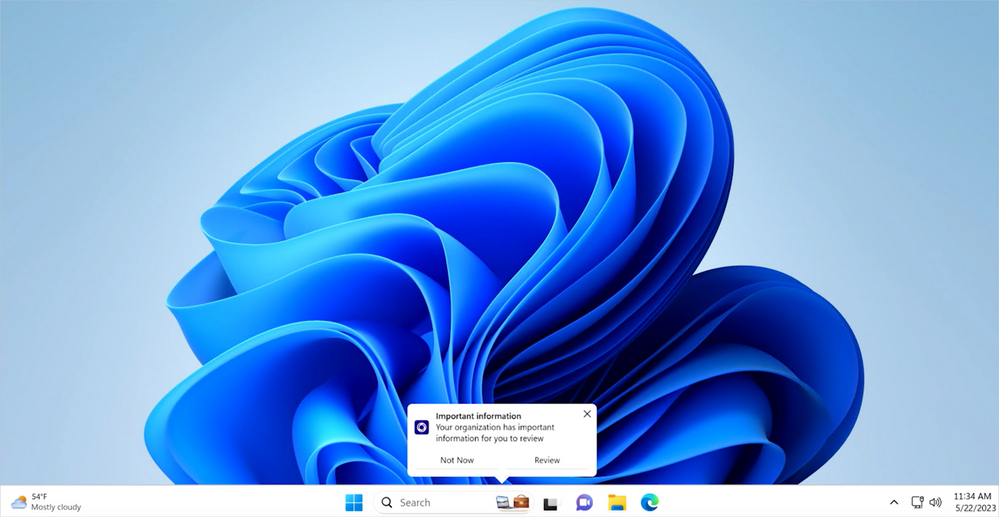 Important information
Your organization has important
information for you to review
Not Now
Review
54°F
Mostly cloudy
Search
11:34 AM
5/22/2023